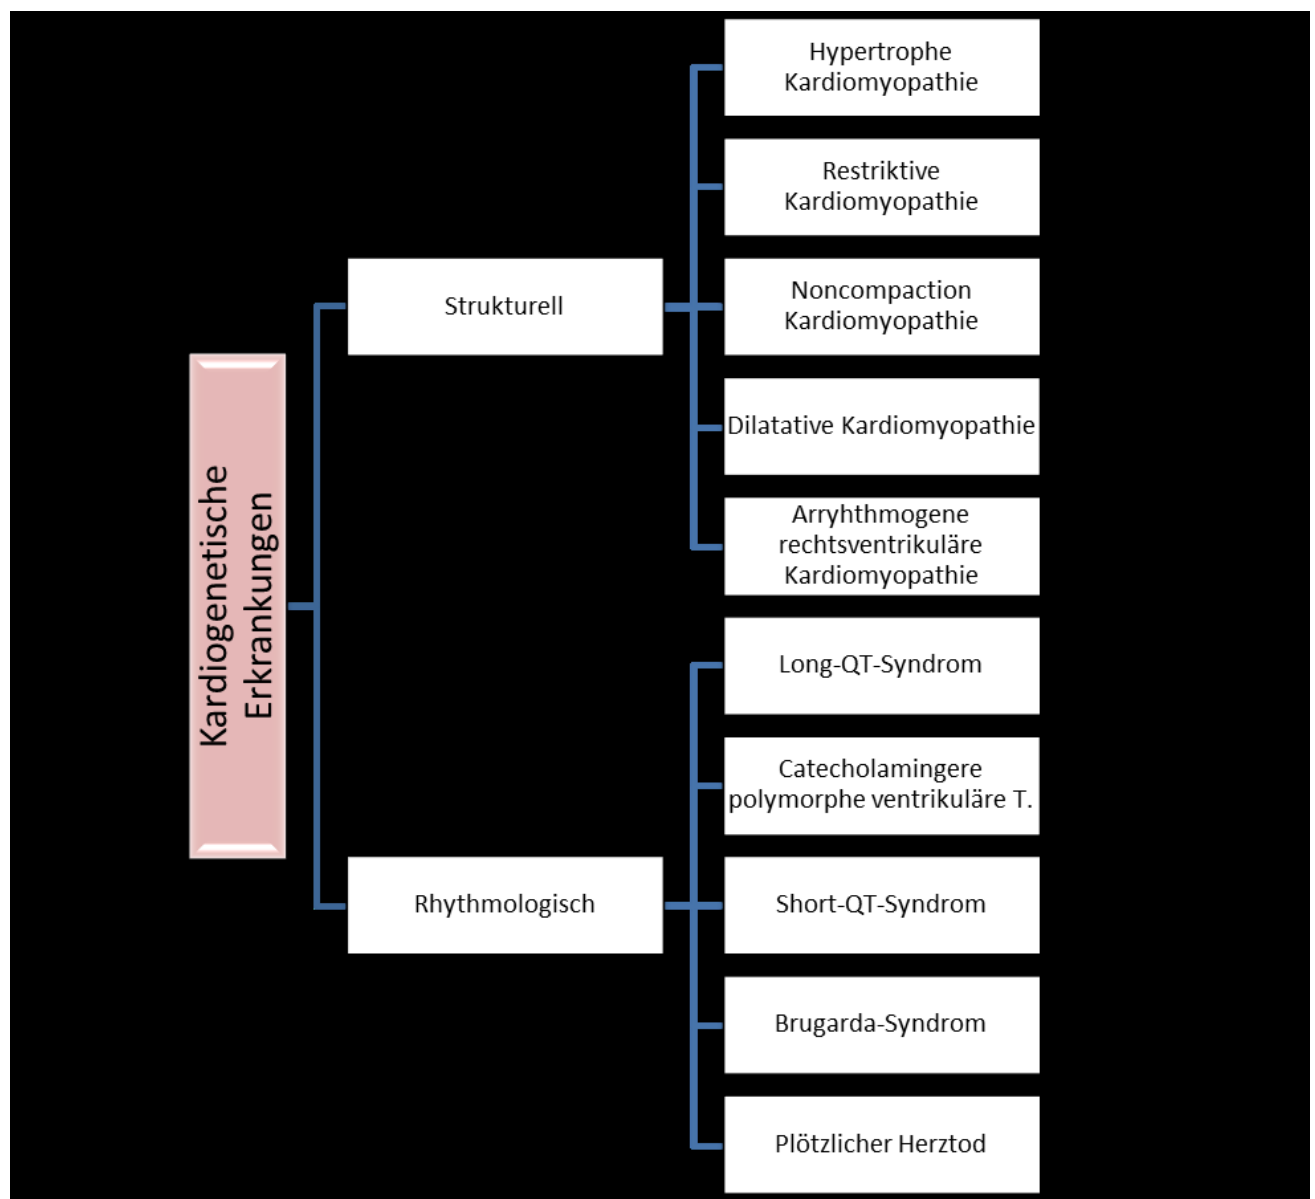 Kardiogenetische
Erkrankungen
Strukturell
Hypertrophe
Kardiomyopathie
Restriktive
Kardiomyopathie
Noncompaction
Kardiomyopathie
Dilatative Kardiomyopathie
Arryhthmogene
rechtsventrikuläre
Kardiomyopathie
Rhythmologisch
Long-QT-Syndrom
Catecholamingere
polymorphe ventrikuläre T.
Short-QT-Syndrom
Brugarda-Syndrom
Plötzlicher Herztod